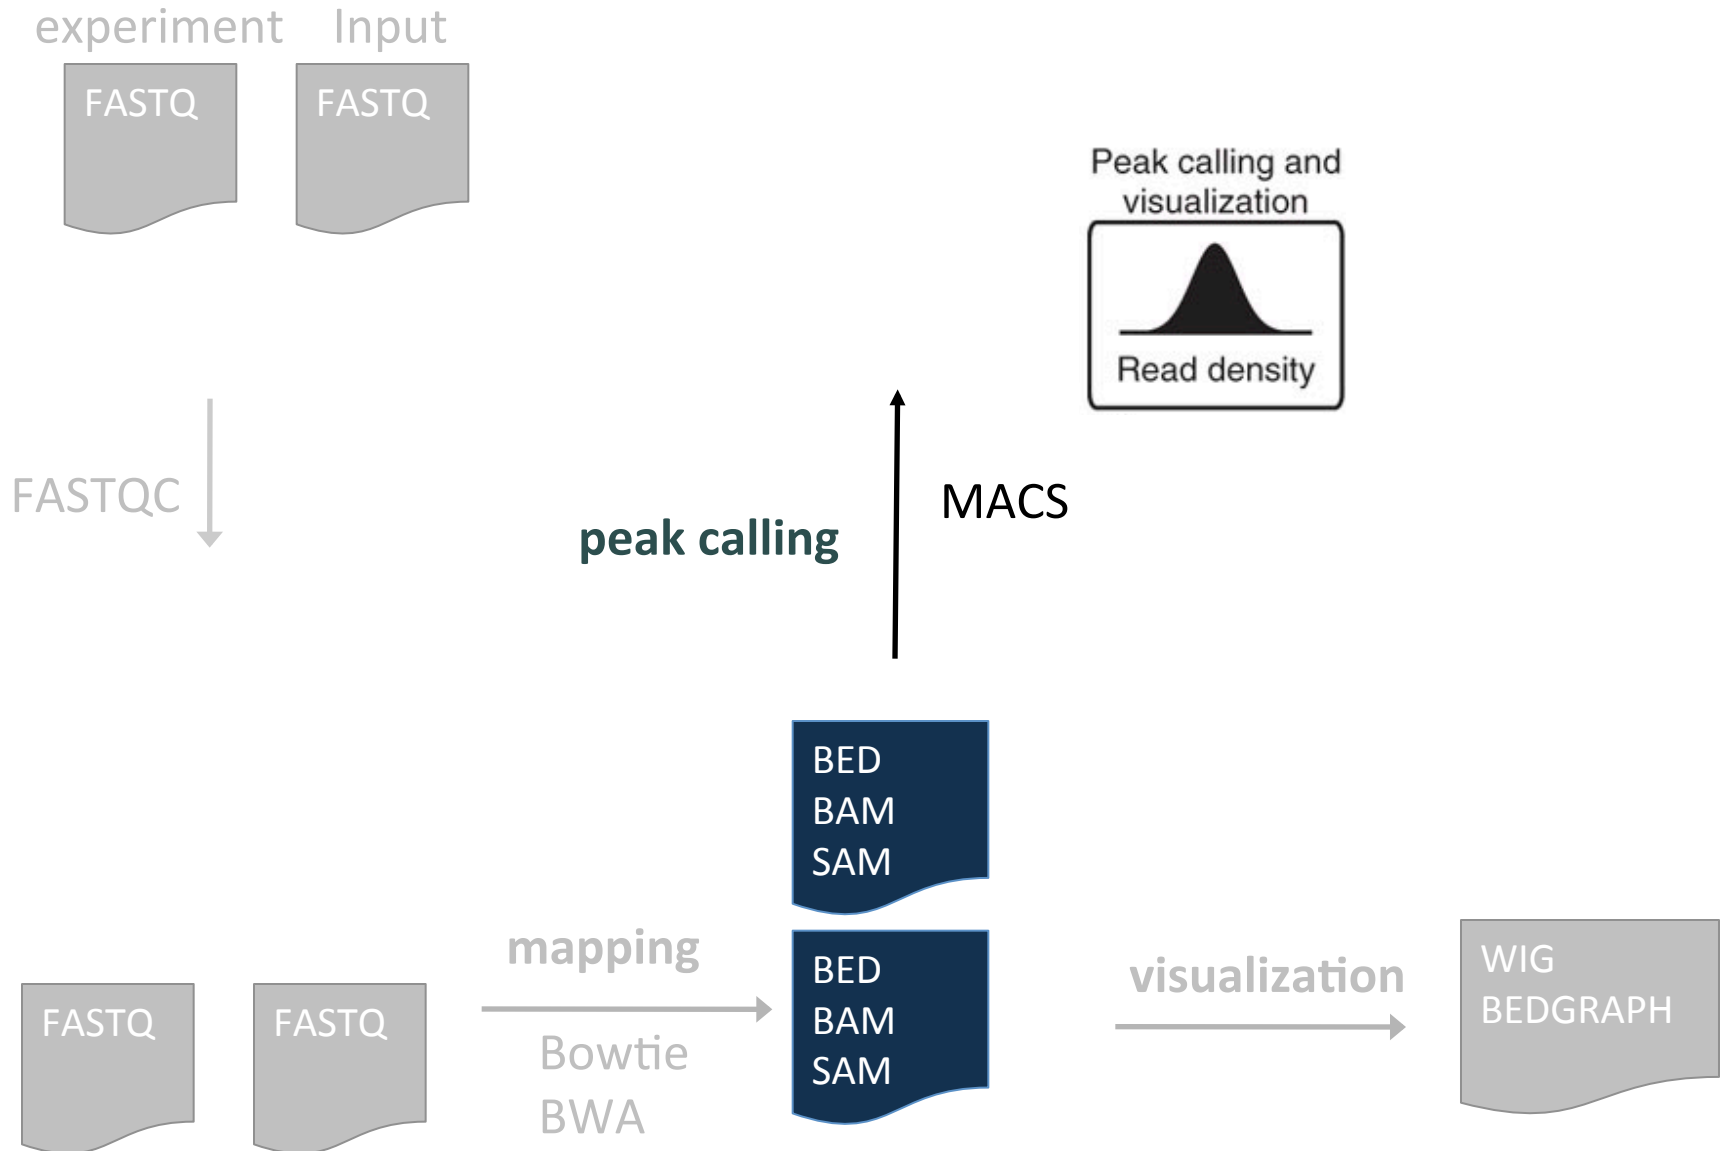 experiment
Input
FASTQ
FASTQ
Peak calling and
visualization
Read density
FASTQC
peak calling
MACS
BED
BAM
SAM
mapping
Bowtie
BWA
FASTQ
FASTQ
BED
BAM
SAM
visualization
WIG
BEDGRAPH